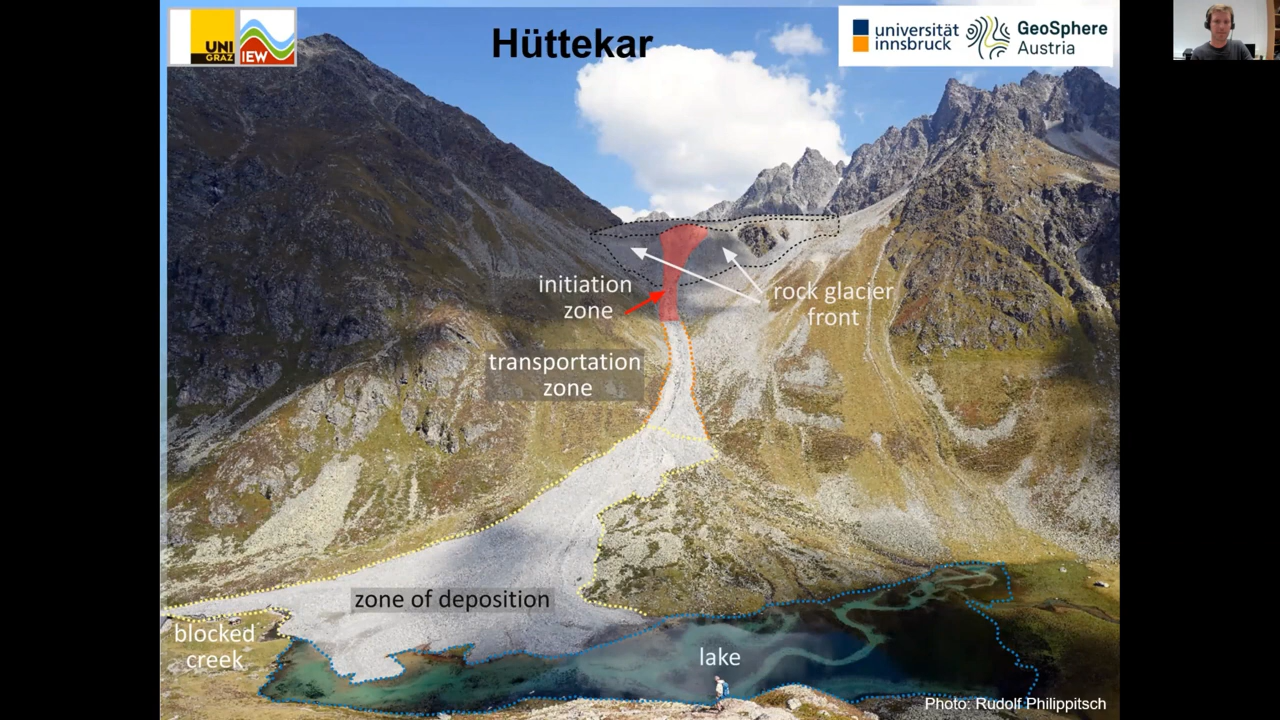 UNI
GRAZ
IEW
Hüttekar
universität
innsbruck
GeoSphere
Austria
initiation
zone
rock glacier
front
transportation
zone
zone of deposition
blocked
creek
lake
Photo: Rudolf Philippitsch